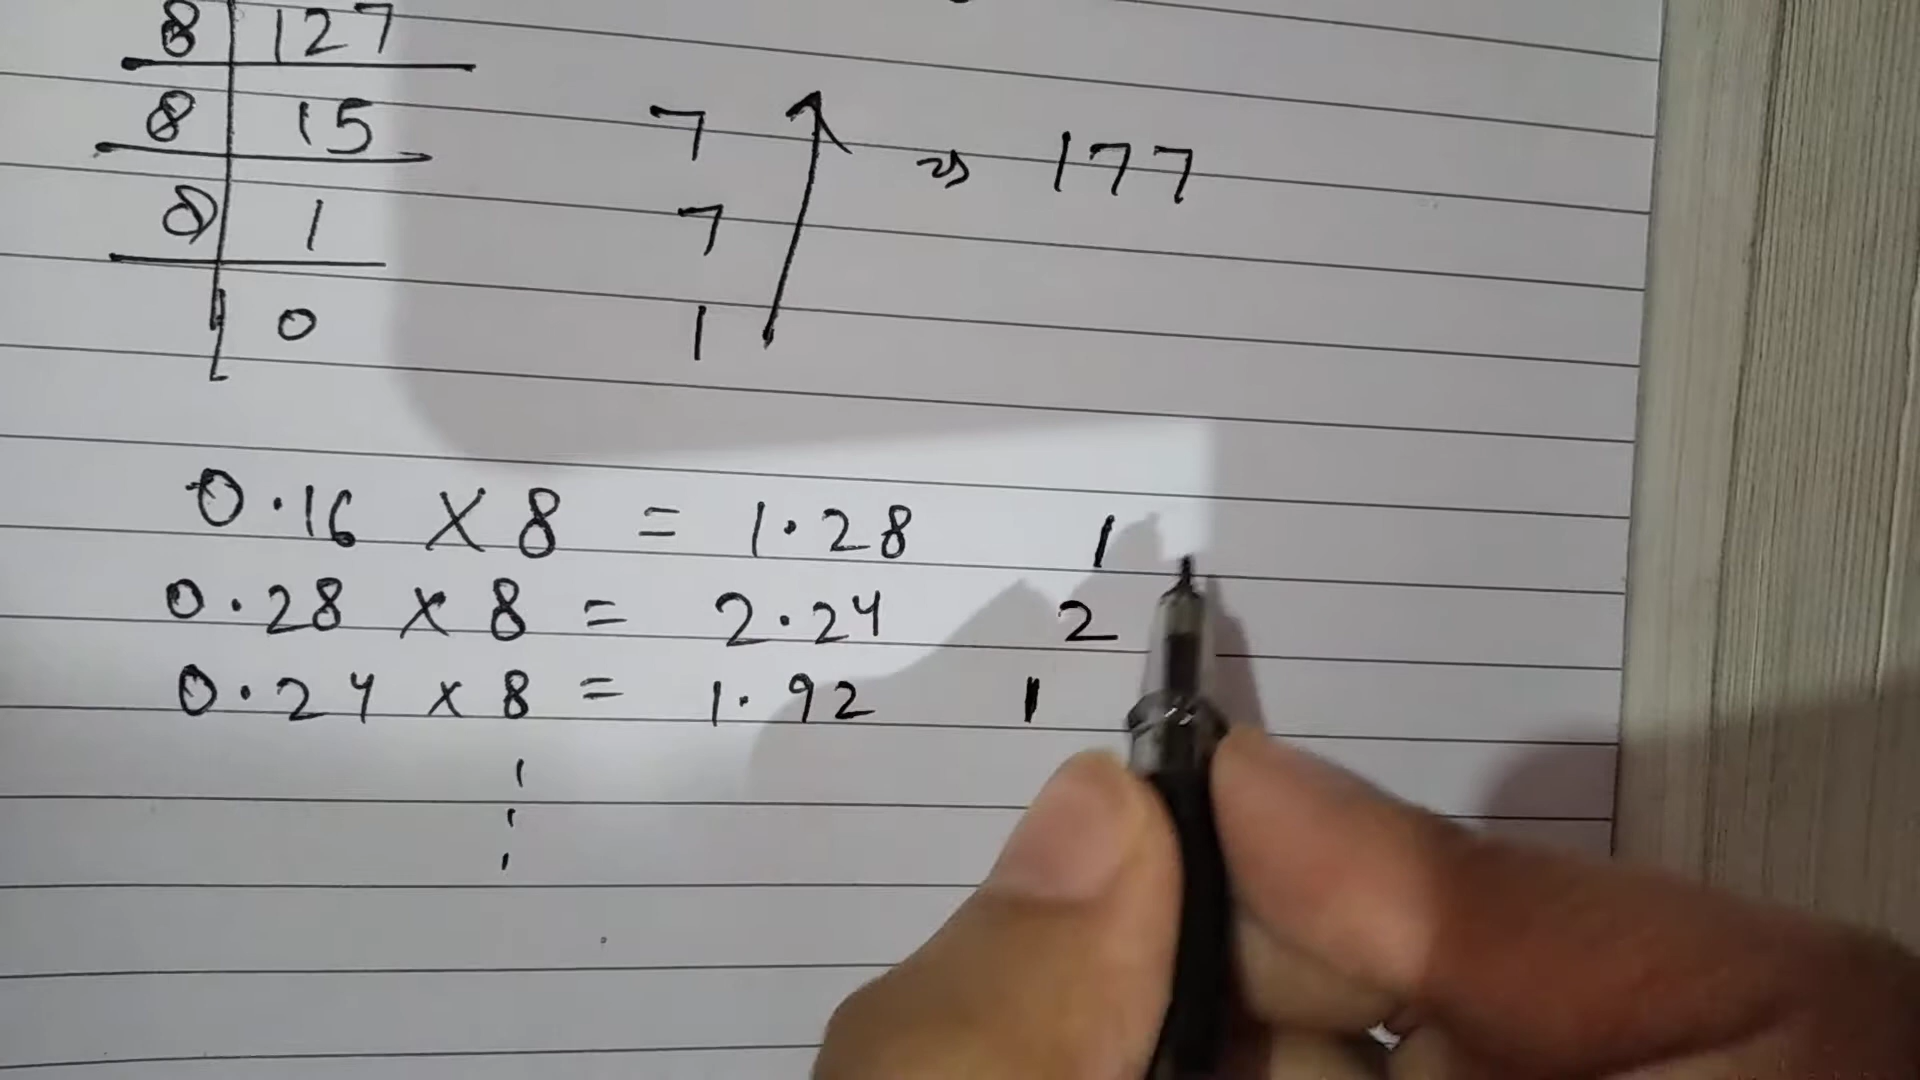 8 127
8 15 7
8 1 7 ⇒ 177
0 1
0.16 X 8 = 1.28 1
0.28 x 8 = 2.24 2
0.24 x 8 = 1.92 1